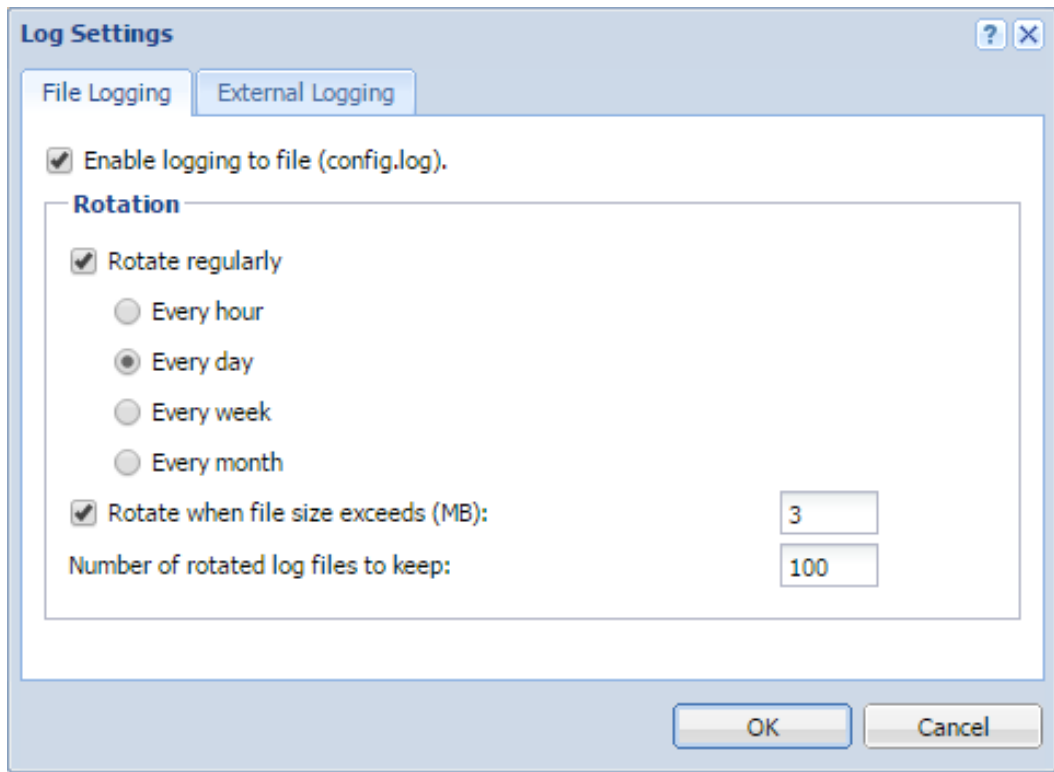 Log Settings
?
File Logging
External Logging
Enable logging to file (config.log).
Rotation
Rotate regularly
Every hour
Every day
Every week
Every month
Rotate when file size exceeds (MB): 3
Number of rotated log files to keep: 100
OK
Cancel